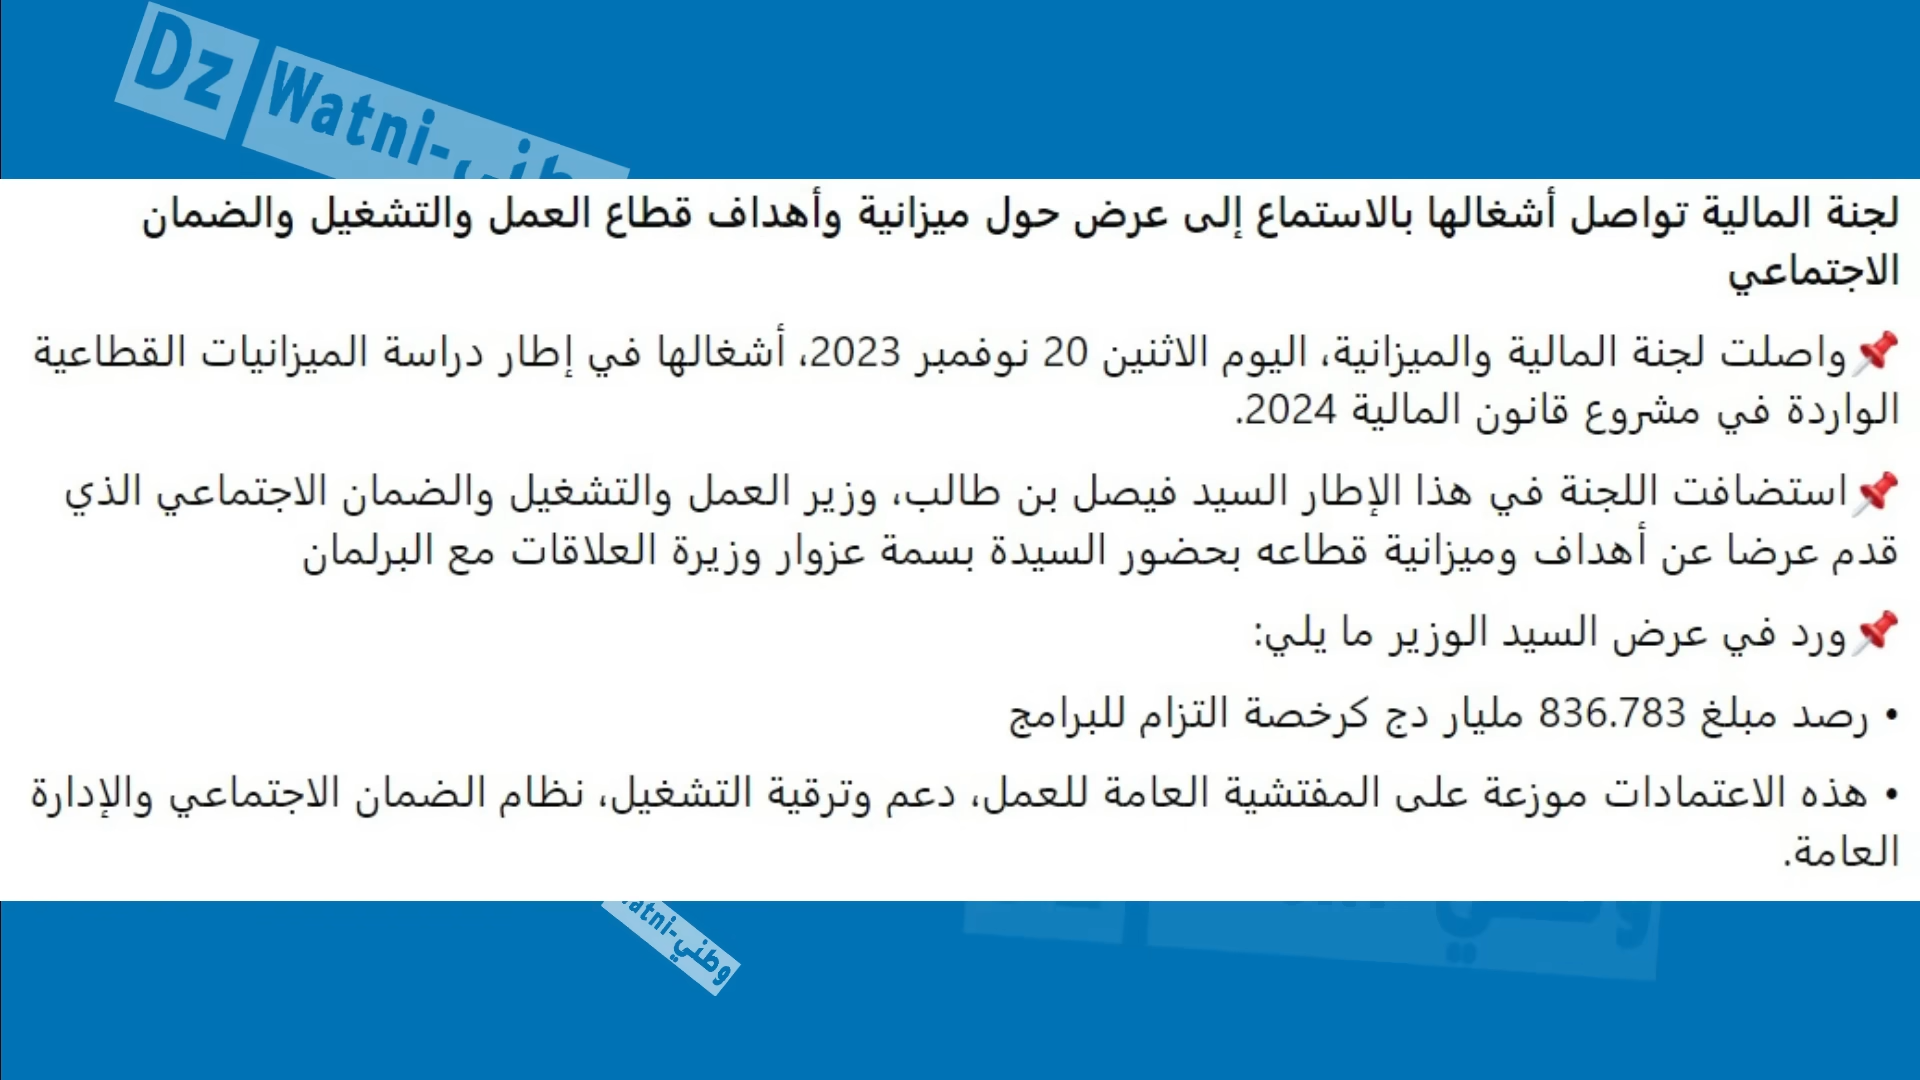 Dz Watni-وطني
لجنة المالية تواصل أشغالها بالاستماع إلى عرض حول ميزانية وأهداف قطاع العمل والتشغيل والضمان
الاجتماعي
📌واصلت لجنة المالية والميزانية، اليوم الاثنين 20 نوفمبر 2023، أشغالها في إطار دراسة الميزانيات القطاعية
الواردة في مشروع قانون المالية 2024.
📌استضافت اللجنة في هذا الإطار السيد فيصل بن طالب، وزير العمل والتشغيل والضمان الاجتماعي الذي
قدم عرضا عن أهداف وميزانية قطاعه بحضور السيدة بسمة عزوار وزيرة العلاقات مع البرلمان
📌ورد في عرض السيد الوزير ما يلي:
• رصد مبلغ 836.783 مليار دج كرخصة التزام للبرامج
• هذه الاعتمادات موزعة على المفتشية العامة للعمل، دعم وترقية التشغيل، نظام الضمان الاجتماعي والإدارة
العامة.
Watni-وطني
وطني